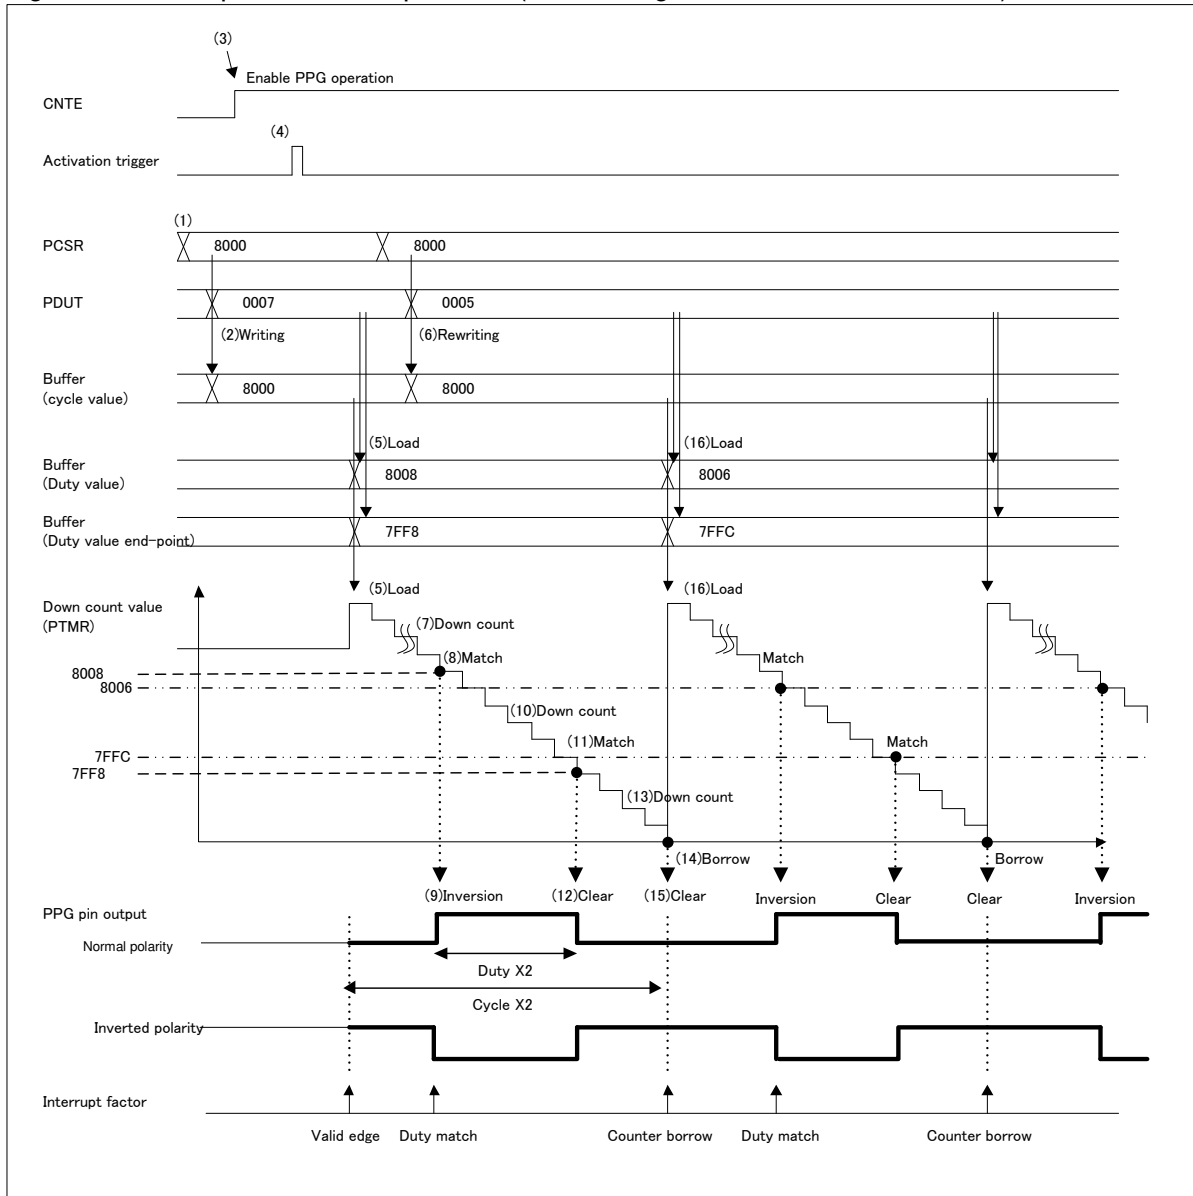 (3)
Enable PPG operation
CNTE
(4)
Activation trigger
(1)
PCSR 8000 8000
PDUT 0007 0005
(2)Writing (6)Rewriting
Buffer
(cycle value) 8000 8000
(5)Load (16)Load
Buffer
(Duty value) 8008 8006
Buffer
(Duty value end-point) 7FF8 7FFC
(5)Load (16)Load
Down count value
(PTMR)
(7)Down count
(8)Match Match
8008
8006
(10)Down count
(11)Match Match
7FFC
7FF8
(13)Down count
(14)Borrow Borrow
(9)Inversion (12)Clear (15)Clear Inversion Clear Clear Inversion
PPG pin output
Normal polarity
Duty X2
Cycle X2
Inverted polarity
Interrupt factor
Valid edge Duty match Counter borrow Duty match Counter borrow